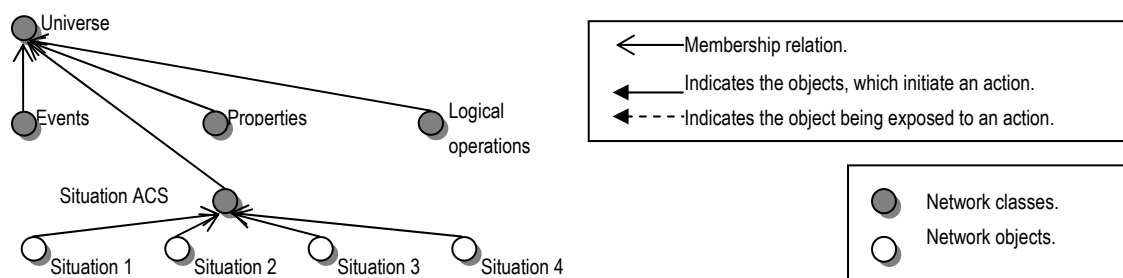 Universe
Membership relation.
Indicates the objects, which initiate an action.
Indicates the object being exposed to an action.
Events
Properties
Logical
operations
Situation ACS
Network classes.
Network objects.
Situation 1
Situation 2
Situation 3
Situation 4